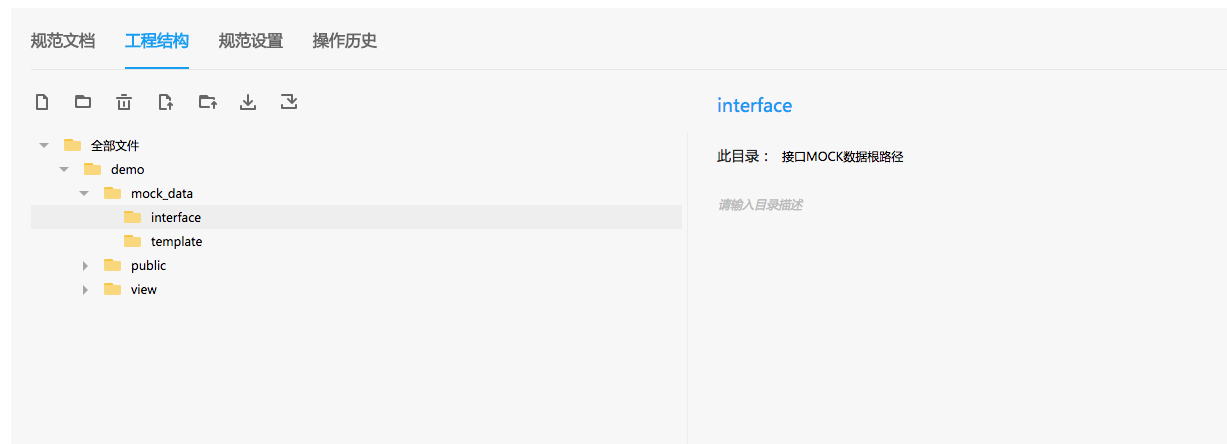 规范文档 工程结构 规范设置 操作历史
全部文件
demo
mock_data
interface
template
public
view
interface
此目录： 接口MOCK数据根路径
请输入目录描述